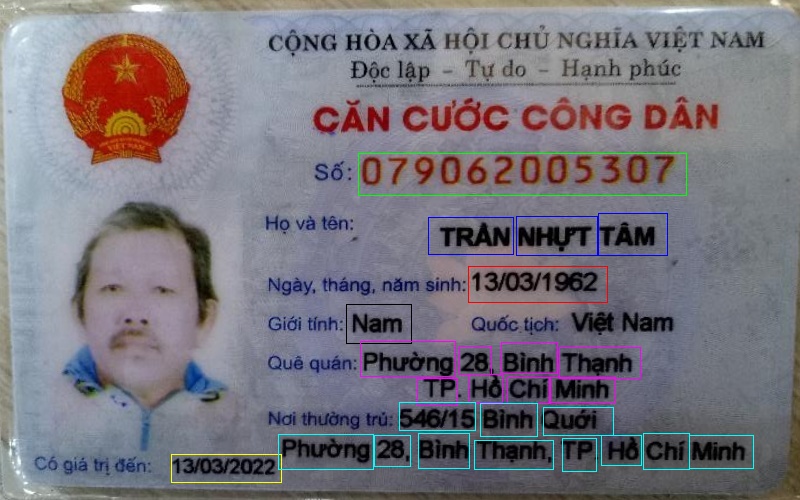 CỘNG HÒA XÃ HỘI CHỦ NGHĨA VIỆT NAM
Độc lập - Tự do - Hạnh phúc
CĂN CƯỚC CÔNG DÂN
Số: 079062005307
Họ và tên: TRẦN NHỰT TÂM
Ngày, tháng, năm sinh: 13/03/1962
Giới tính: Nam Quốc tịch: Việt Nam
Quê quán: Phường 28, Bình Thạnh
TP. Hồ Chí Minh
Nơi thường trú: 546/15 Bình Quới
Phường 28, Bình Thạnh, TP. Hồ Chí Minh
Có giá trị đến: 13/03/2022